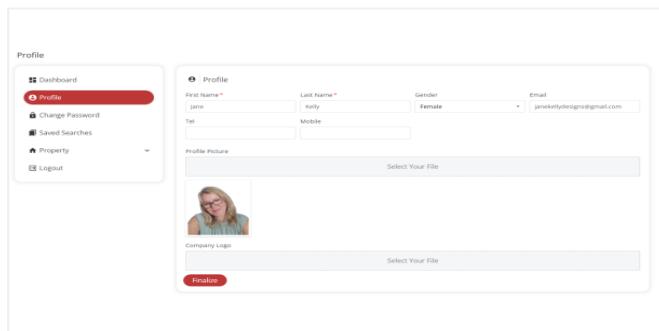 Profile
Dashboard
Profile
Change Password
Saved Searches
Property
Logout
Profile
First Name *
Last Name *
Gender
Email
Jane
Kelly
Female
janekellydesigns@gmail.com
Tel
Mobile
Profile Picture
Select Your File
Company Logo
Select Your File
Finalize